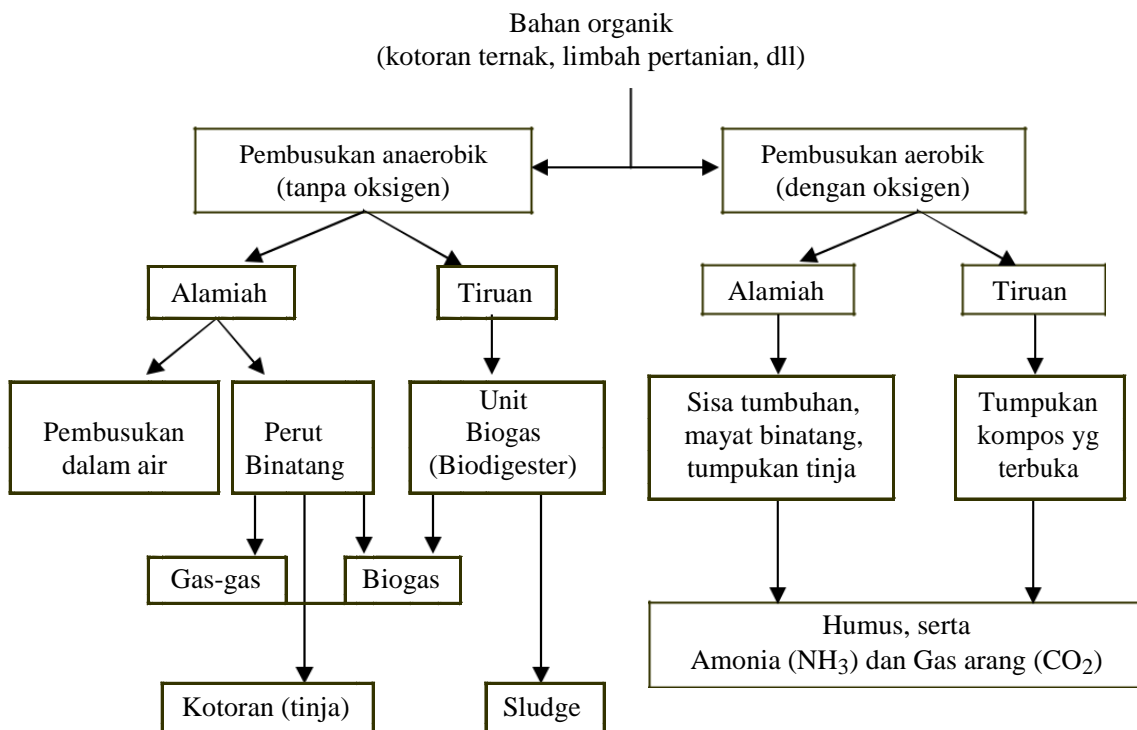 Bahan organik
(kotoran ternak, limbah pertanian, dll)
Pembusukan anaerobik
(tanpa oksigen)
Pembusukan aerobik
(dengan oksigen)
Alamiah
Tiruan
Alamiah
Tiruan
Pembusukan
dalam air
Perut
Binatang
Unit
Biogas
(Biodigester)
Sisa tumbuhan,
mayat binatang,
tumpukan tinja
Tumpukan
kompos yg
terbuka
Gas-gas
Biogas
Humus, serta
Amonia (NH₃) dan Gas arang (CO₂)
Kotoran (tinja)
Sludge